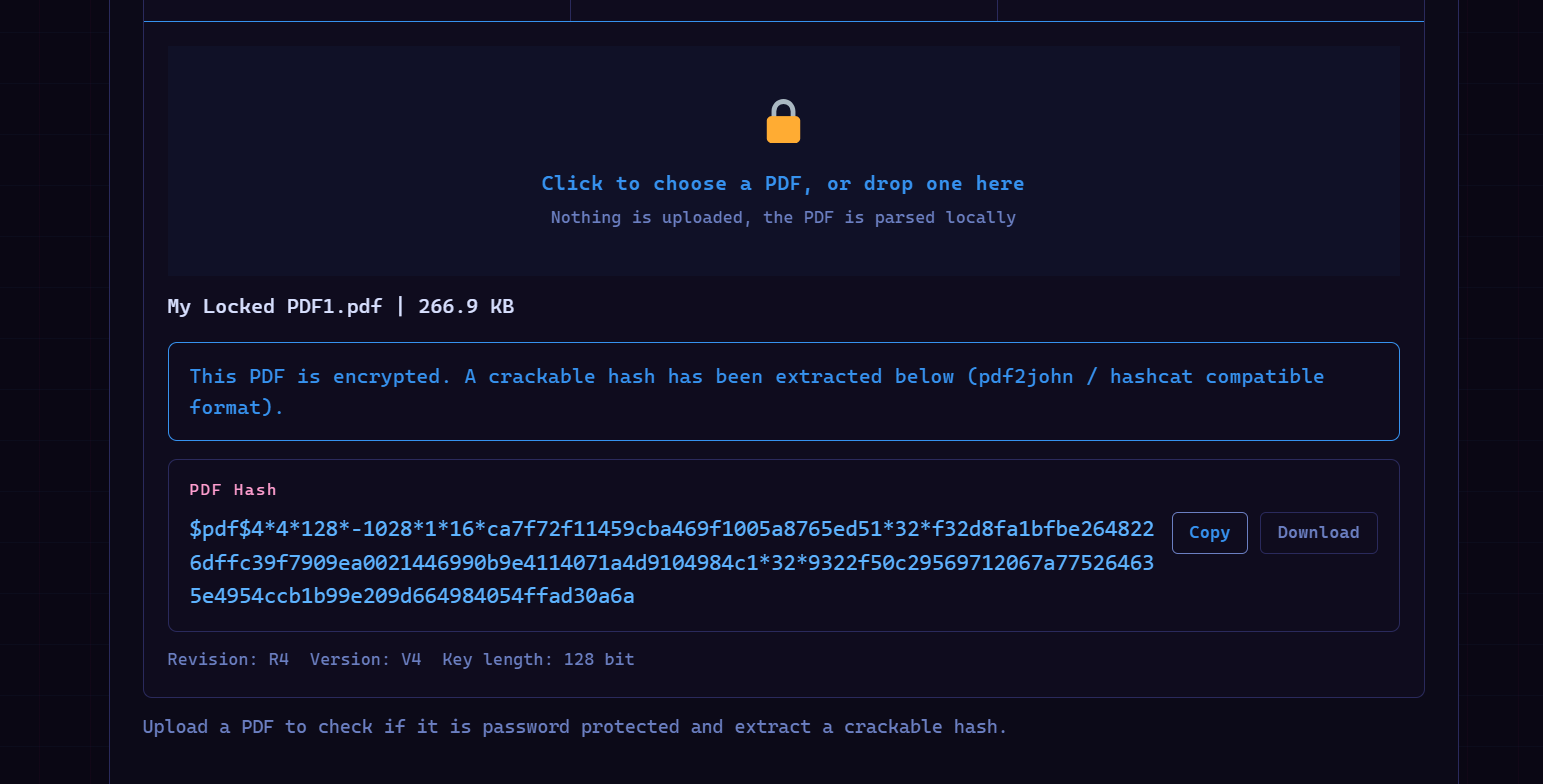 Click to choose a PDF, or drop one here
Nothing is uploaded, the PDF is parsed locally
My Locked PDF1.pdf | 266.9 KB
This PDF is encrypted. A crackable hash has been extracted below (pdf2john / hashcat compatible
format).
PDF Hash
$pdf$4*4*128*-1028*1*16*ca7f72f11459cba469f1005a8765ed51*32*f32d8fa1bfbe264822
6dffc39f7909ea0021446990b9e4114071a4d9104984c1*32*9322f50c29569712067a77526463
5e4954ccb1b99e209d664984054ffad30a6a
Copy
Download
Revision: R4 Version: V4 Key length: 128 bit
Upload a PDF to check if it is password protected and extract a crackable hash.